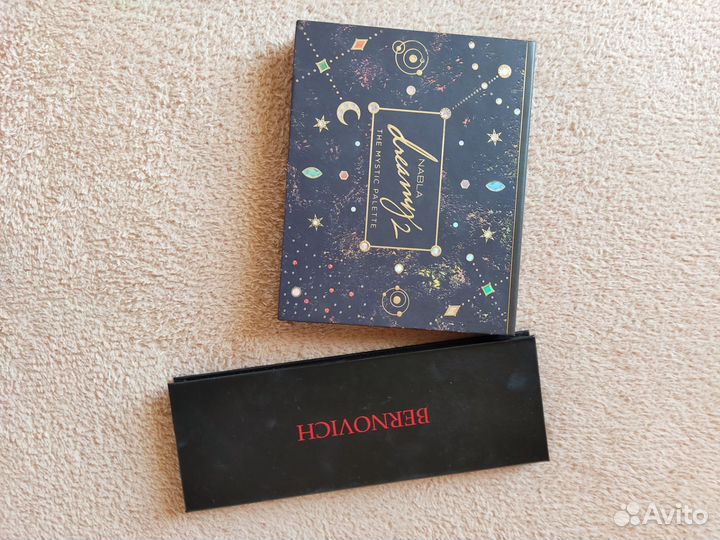 NABLA
dreamy 2
THE MYSTIC PALETTE
BERNOVICH
Avito